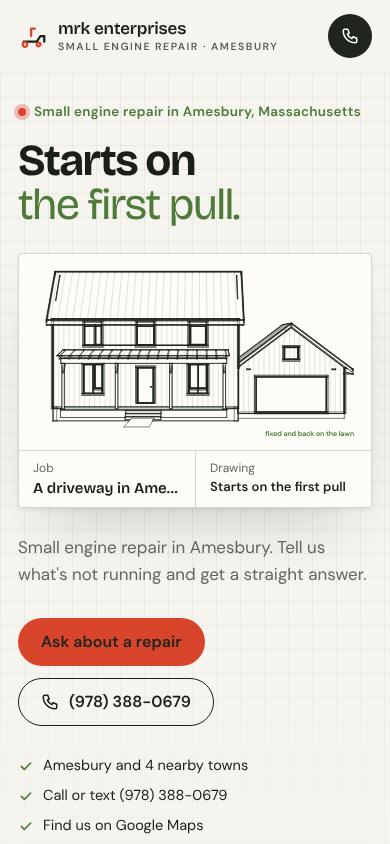 mrk enterprises
SMALL ENGINE REPAIR · AMESBURY
Small engine repair in Amesbury, Massachusetts
Starts on
the first pull.
fixed and back on the lawn
Job
A driveway in Ame...
Drawing
Starts on the first pull
Small engine repair in Amesbury. Tell us
what's not running and get a straight answer.
Ask about a repair
(978) 388-0679
Amesbury and 4 nearby towns
Call or text (978) 388-0679
Find us on Google Maps